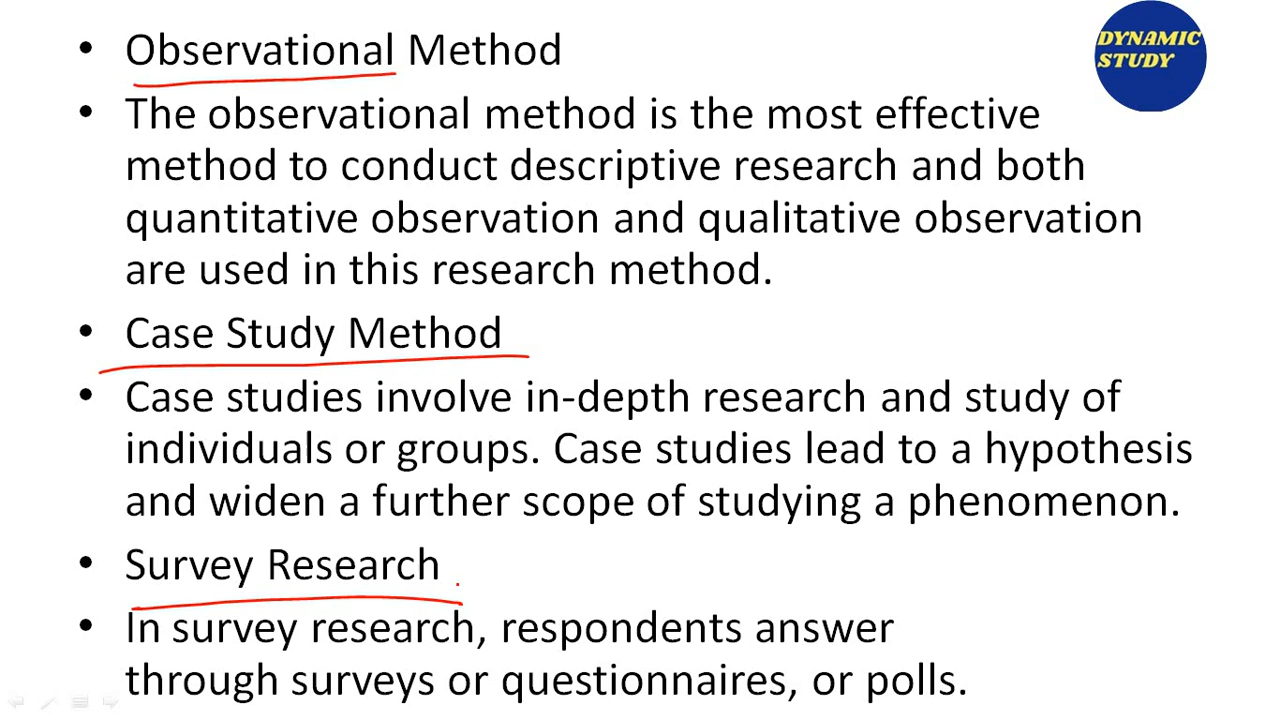 • Observational Method
DYNAMIC
STUDY
• The observational method is the most effective
method to conduct descriptive research and both
quantitative observation and qualitative observation
are used in this research method.
• Case Study Method
• Case studies involve in-depth research and study of
individuals or groups. Case studies lead to a hypothesis
and widen a further scope of studying a phenomenon.
• Survey Research
• In survey research, respondents answer
through surveys or questionnaires, or polls.